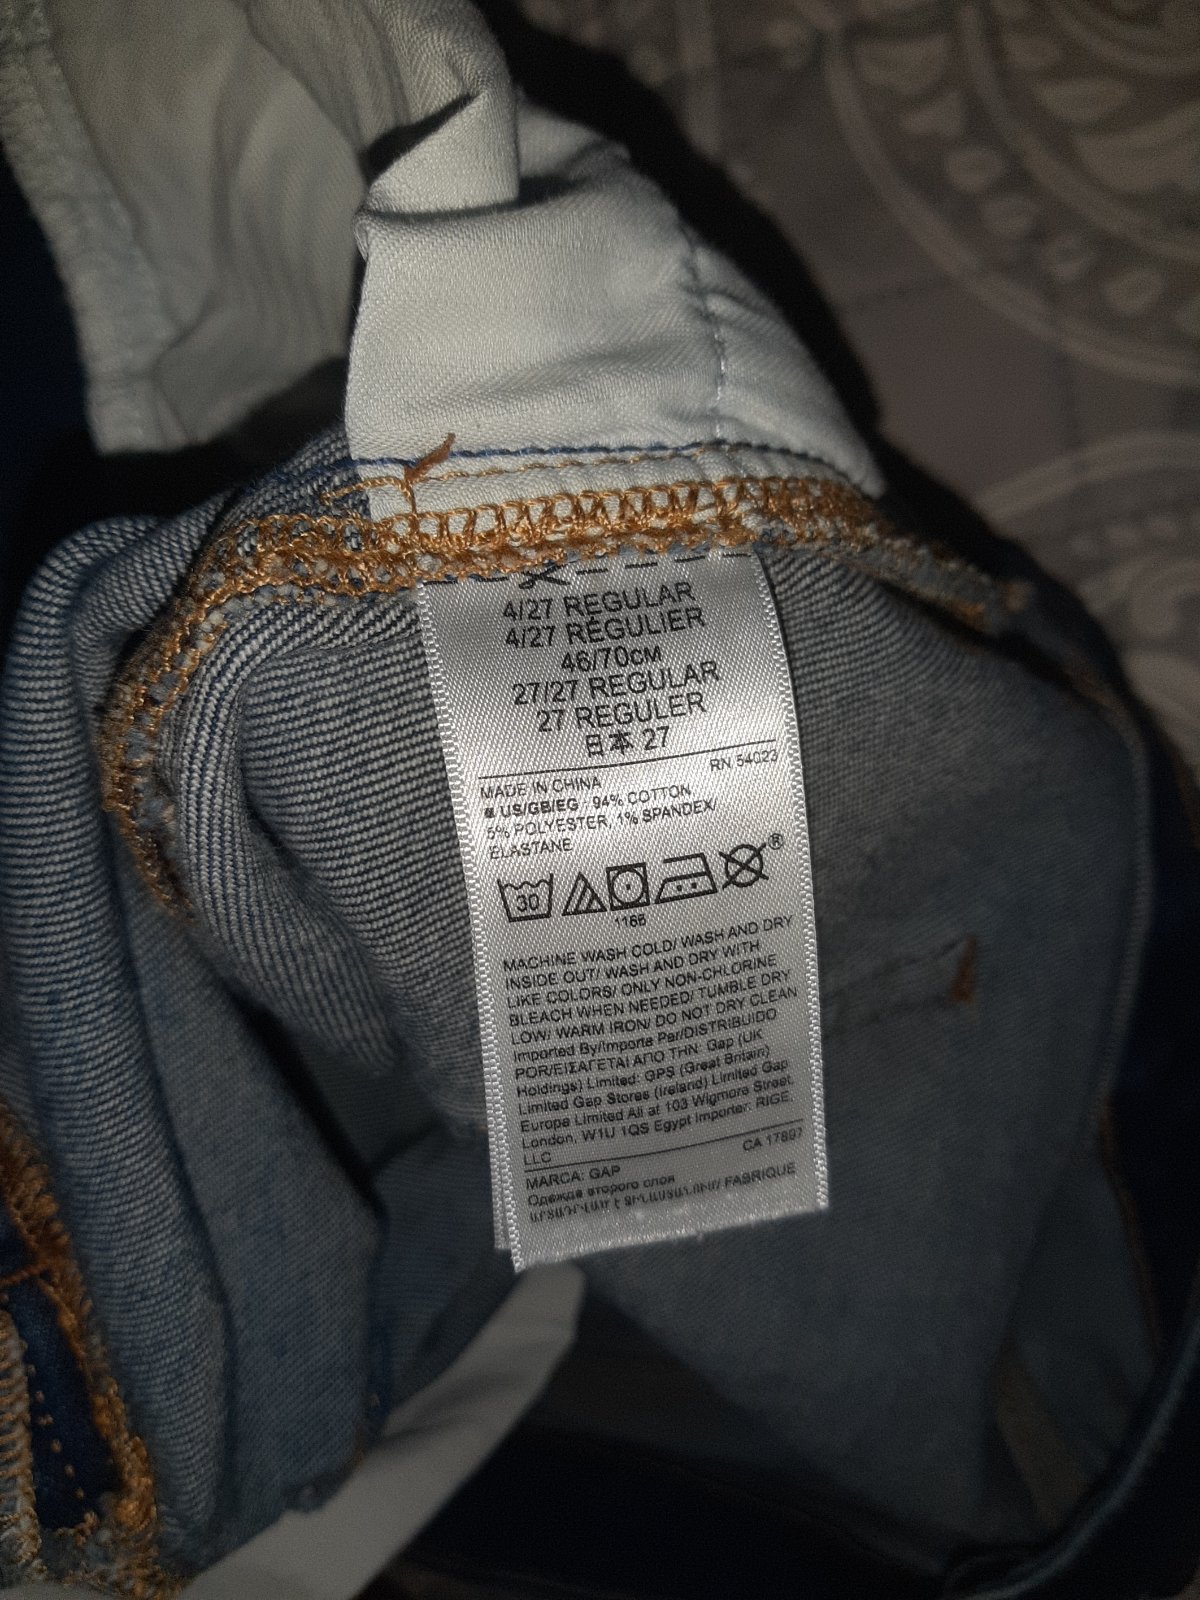 4/27 REGULAR
4/27 RÉGULIER
46/70CM
27/27 REGULAR
27 REGULER
日本 27
RN 54023
MADE IN CHINA
US/GB/EG : 94% COTTON
5% POLYESTER, 1% SPANDEX/
ELASTANE
30
®
1166
MACHINE WASH COLD/ WASH AND DRY
INSIDE OUT/ WASH AND DRY WITH
LIKE COLORS/ ONLY NON-CHLORINE
BLEACH WHEN NEEDED/ TUMBLE DRY
LOW/ WARM IRON/ DO NOT DRY CLEAN
Imported By/Importe Par/DISTRIBUIDO
POR/ΕΙΣΑΓΕΤΑΙ ΑΠΟ ΤΗΝ: Gap (UK
Holdings) Limited: GPS (Great Britain)
Limited Gap Stores (Ireland) Limited Gap
Europe Limited All at 103 Wigmore Street,
London, W1U 1QS Egypt Importer: RIGE,
LLC
CA 17897
MARCA: GAP
Одежда второго слоя
FABRIQUE